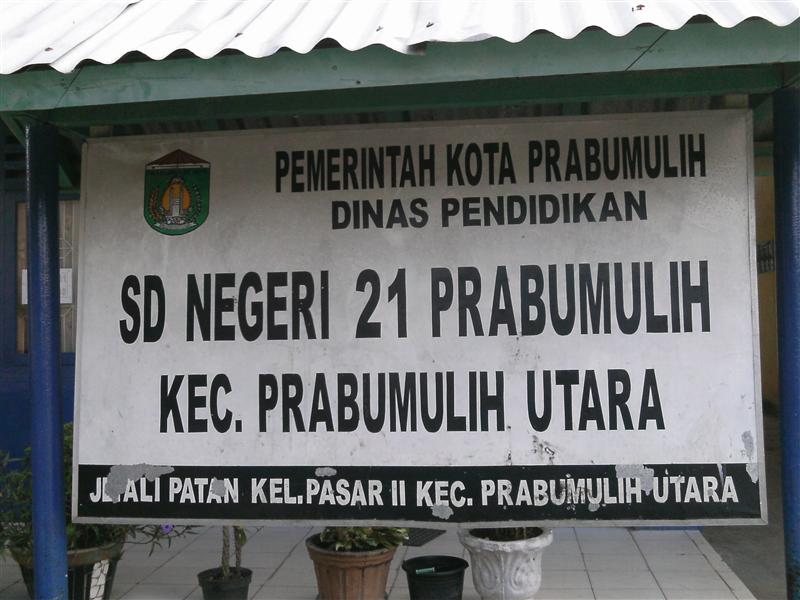 PEMERINTAH KOTA PRABUMULIH
DINAS PENDIDIKAN
SD NEGERI 21 PRABUMULIH
KEC. PRABUMULIH UTARA
ALI PATAN KEL.PASAR II KEC. PRABUMULIH UTARA